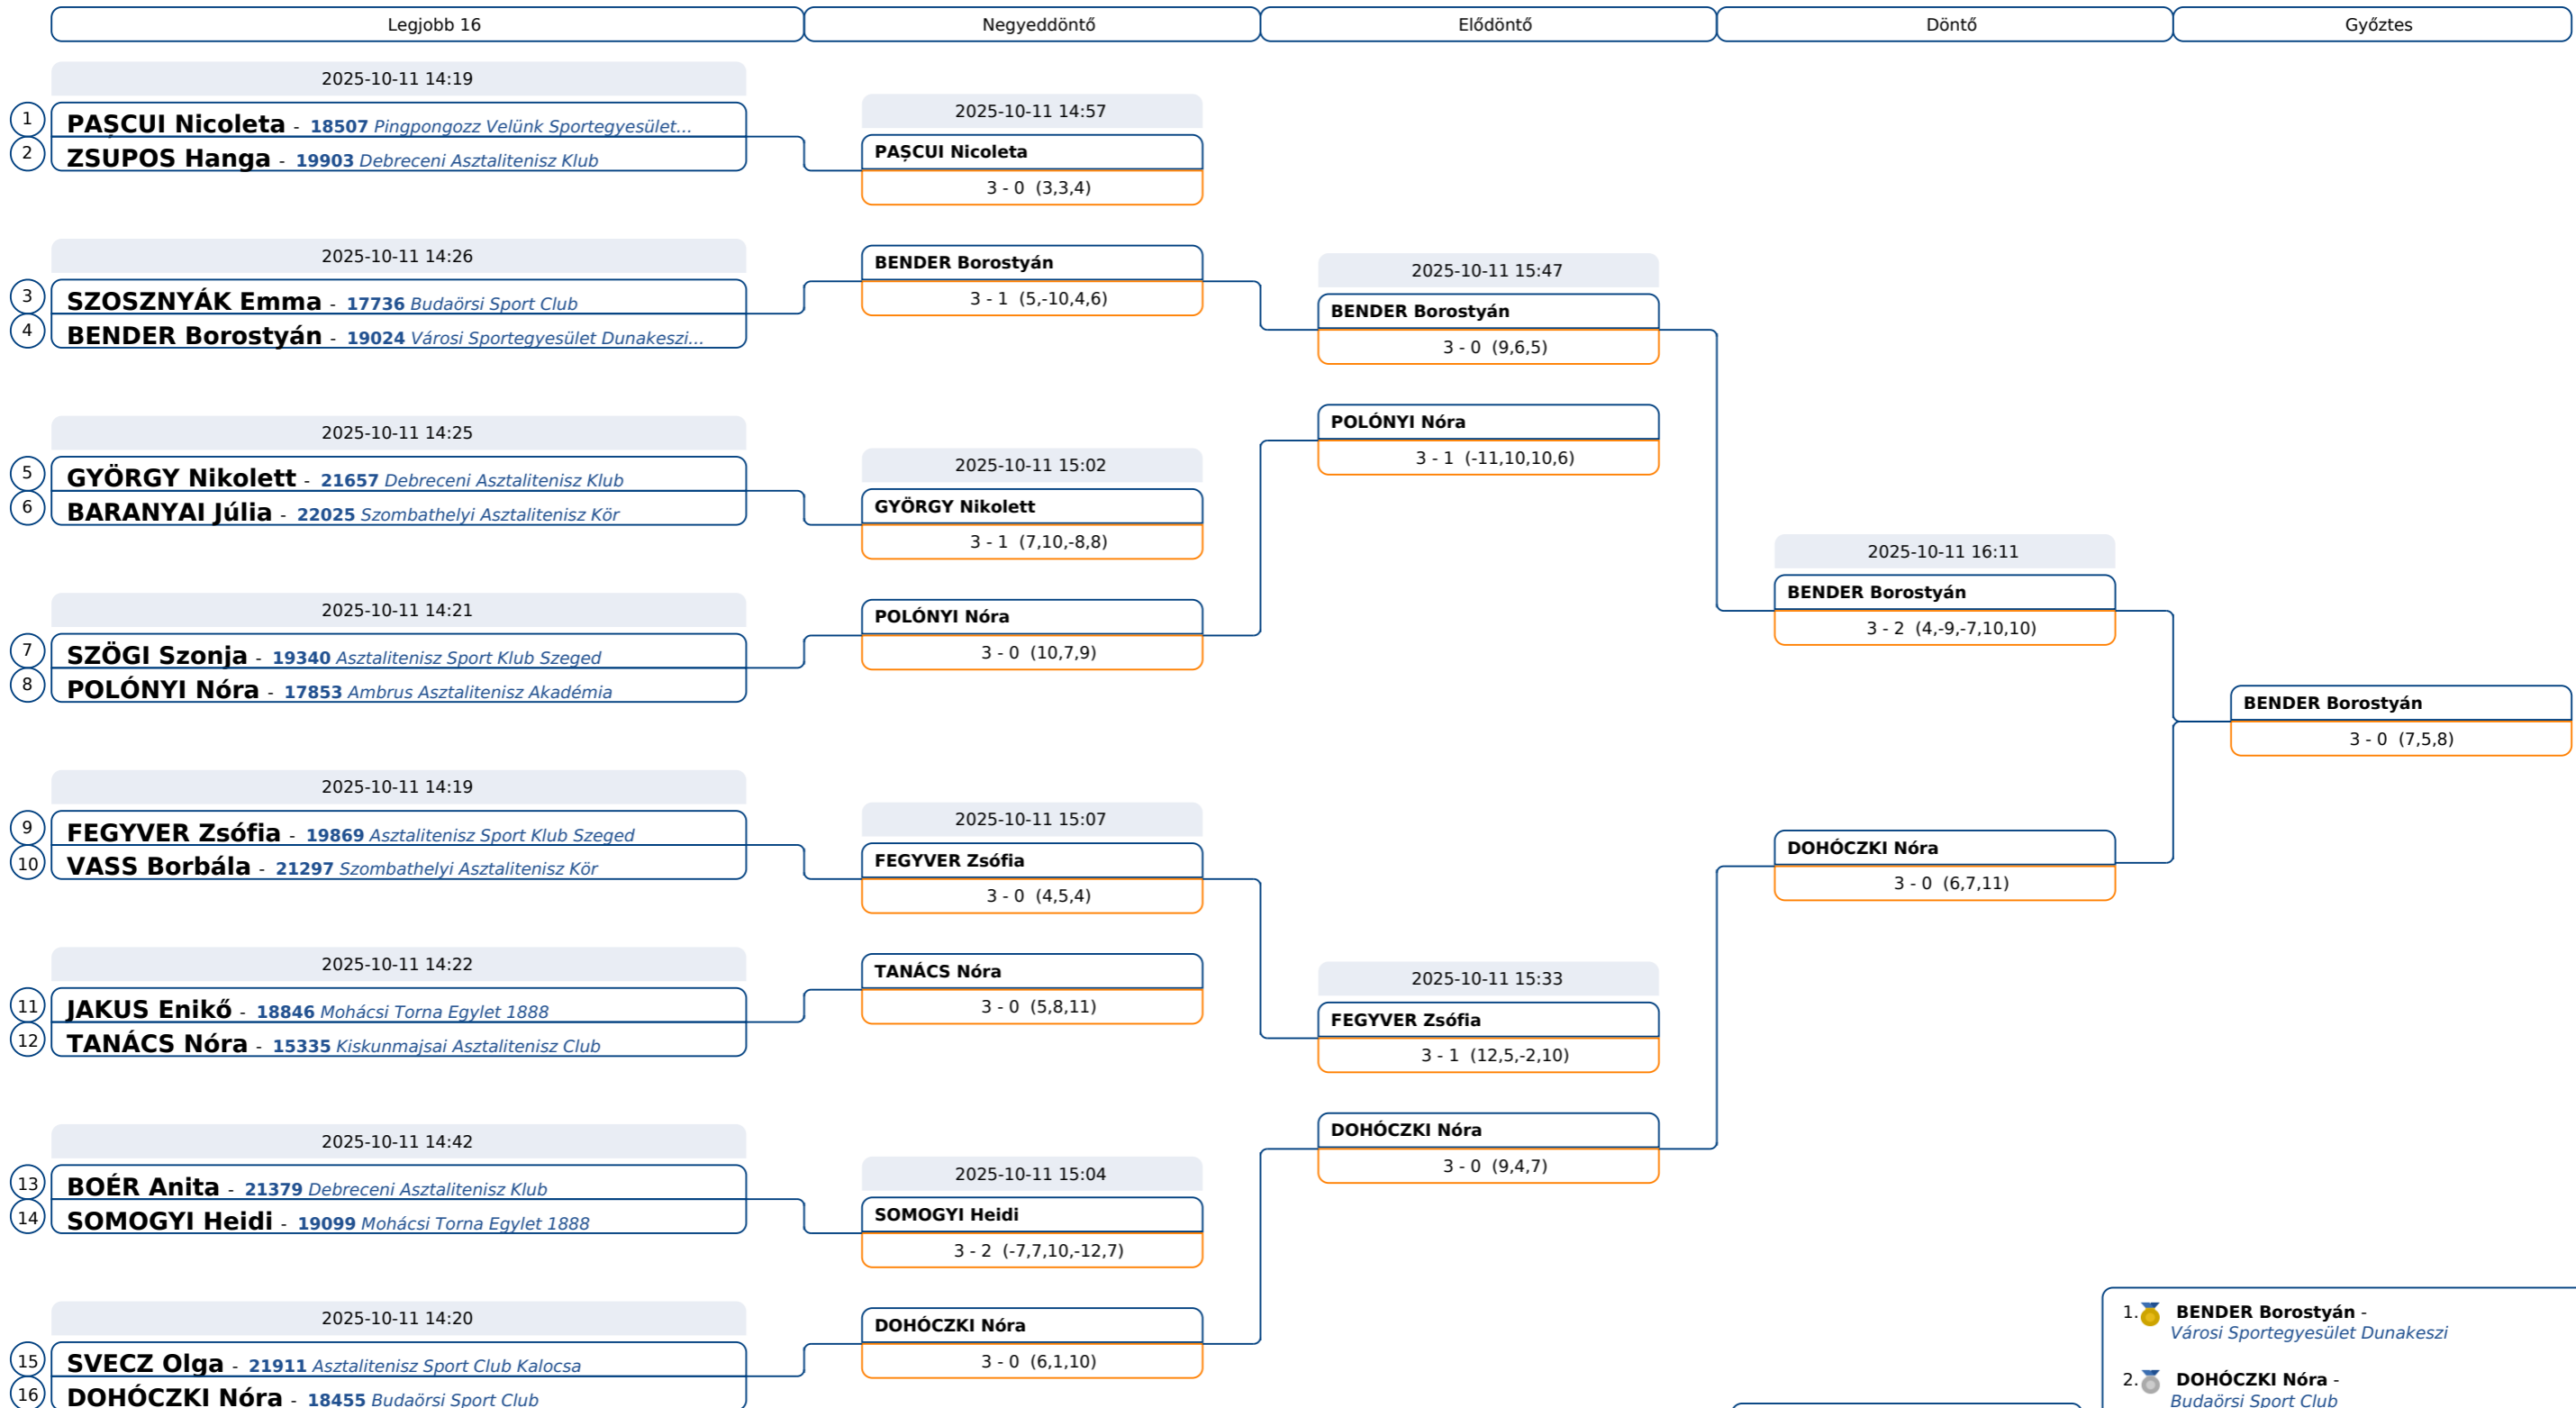 Legjobb 16
Negyeddöntő
Elődöntő
Döntő
Győztes
2025-10-11 14:19
1 PAȘCUI Nicoleta - 18507 Pingpongozz Velünk Sportegyesület...
2 ZSUPOS Hanga - 19903 Debreceni Asztalitenisz Klub
2025-10-11 14:26
3 SZOSZNYÁK Emma - 17736 Budaörsi Sport Club
4 BENDER Borostyán - 19024 Városi Sportegyesület Dunakeszi...
2025-10-11 14:25
5 GYÖRGY Nikolett - 21657 Debreceni Asztalitenisz Klub
6 BARANYAI Júlia - 22025 Szombathelyi Asztalitenisz Kör
2025-10-11 14:21
7 SZÖGI Szonja - 19340 Asztalitenisz Sport Klub Szeged
8 POLÓNYI Nóra - 17853 Ambrus Asztalitenisz Akadémia
2025-10-11 14:19
9 FEGYVER Zsófia - 19869 Asztalitenisz Sport Klub Szeged
10 VASS Borbála - 21297 Szombathelyi Asztalitenisz Kör
2025-10-11 14:22
11 JAKUS Enikő - 18846 Mohácsi Torna Egylet 1888
12 TANÁCS Nóra - 15335 Kiskunmajsai Asztalitenisz Club
2025-10-11 14:42
13 BOÉR Anita - 21379 Debreceni Asztalitenisz Klub
14 SOMOGYI Heidi - 19099 Mohácsi Torna Egylet 1888
2025-10-11 14:20
15 SVECZ Olga - 21911 Asztalitenisz Sport Club Kalocsa
16 DOHÓCZKI Nóra - 18455 Budaörsi Sport Club
2025-10-11 14:57
PAȘCUI Nicoleta
3 - 0 (3,3,4)
BENDER Borostyán
3 - 1 (5,-10,4,6)
2025-10-11 15:02
GYÖRGY Nikolett
3 - 1 (7,10,-8,8)
POLÓNYI Nóra
3 - 0 (10,7,9)
2025-10-11 15:07
FEGYVER Zsófia
3 - 0 (4,5,4)
TANÁCS Nóra
3 - 0 (5,8,11)
2025-10-11 15:04
SOMOGYI Heidi
3 - 2 (-7,7,10,-12,7)
DOHÓCZKI Nóra
3 - 0 (6,1,10)
2025-10-11 15:47
BENDER Borostyán
3 - 0 (9,6,5)
POLÓNYI Nóra
3 - 1 (-11,10,10,6)
2025-10-11 15:33
FEGYVER Zsófia
3 - 1 (12,5,-2,10)
DOHÓCZKI Nóra
3 - 0 (9,4,7)
2025-10-11 16:11
BENDER Borostyán
3 - 2 (4,-9,-7,10,10)
DOHÓCZKI Nóra
3 - 0 (6,7,11)
BENDER Borostyán
3 - 0 (7,5,8)
1. BENDER Borostyán -
Városi Sportegyesület Dunakeszi
2. DOHÓCZKI Nóra -
Budaörsi Sport Club